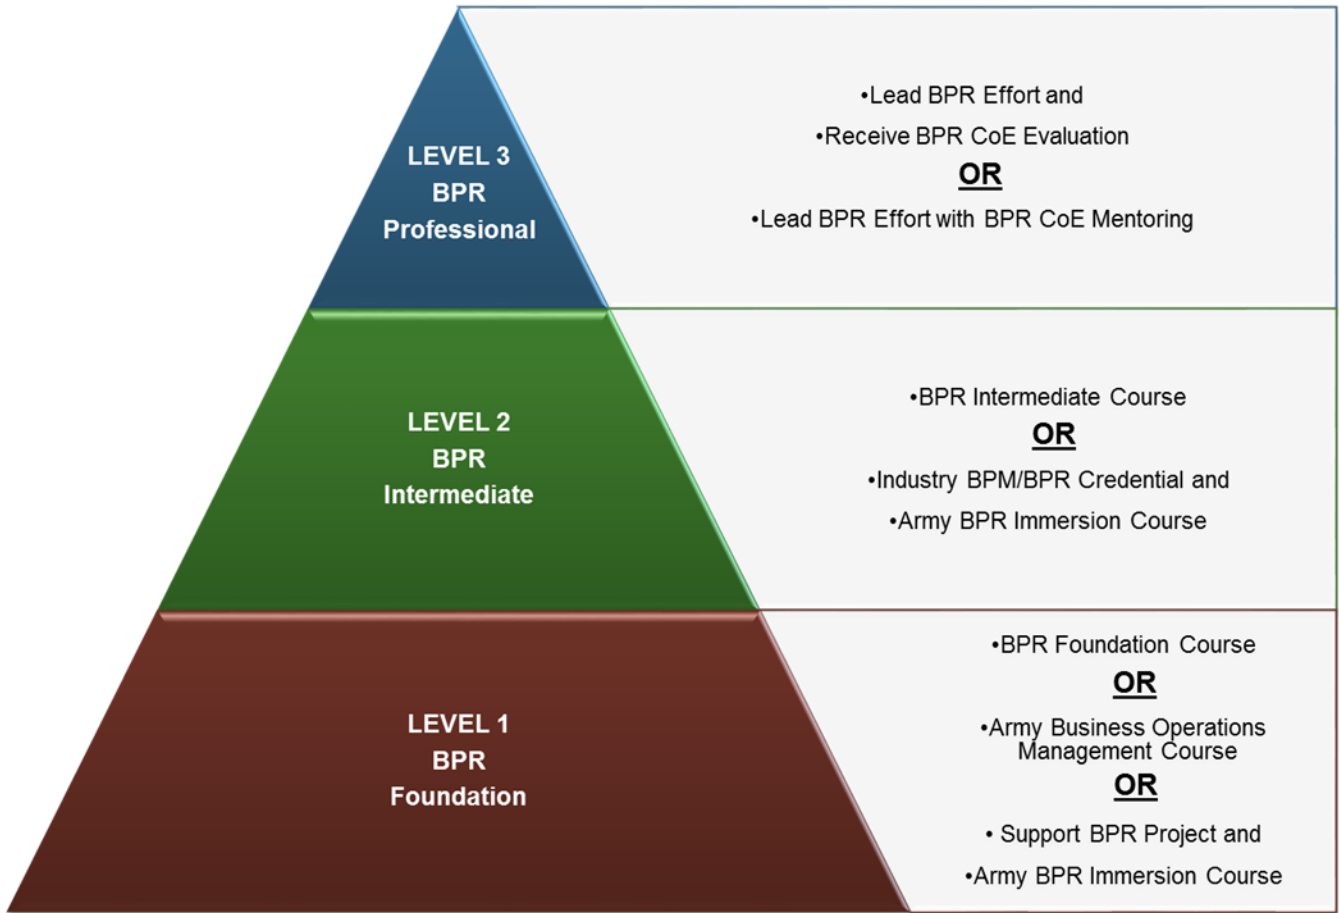 LEVEL 3
BPR
Professional
•Lead BPR Effort and
•Receive BPR CoE Evaluation
OR
•Lead BPR Effort with BPR CoE Mentoring
LEVEL 2
BPR
Intermediate
•BPR Intermediate Course
OR
•Industry BPM/BPR Credential and
•Army BPR Immersion Course
LEVEL 1
BPR
Foundation
•BPR Foundation Course
OR
•Army Business Operations
Management Course
OR
• Support BPR Project and
•Army BPR Immersion Course